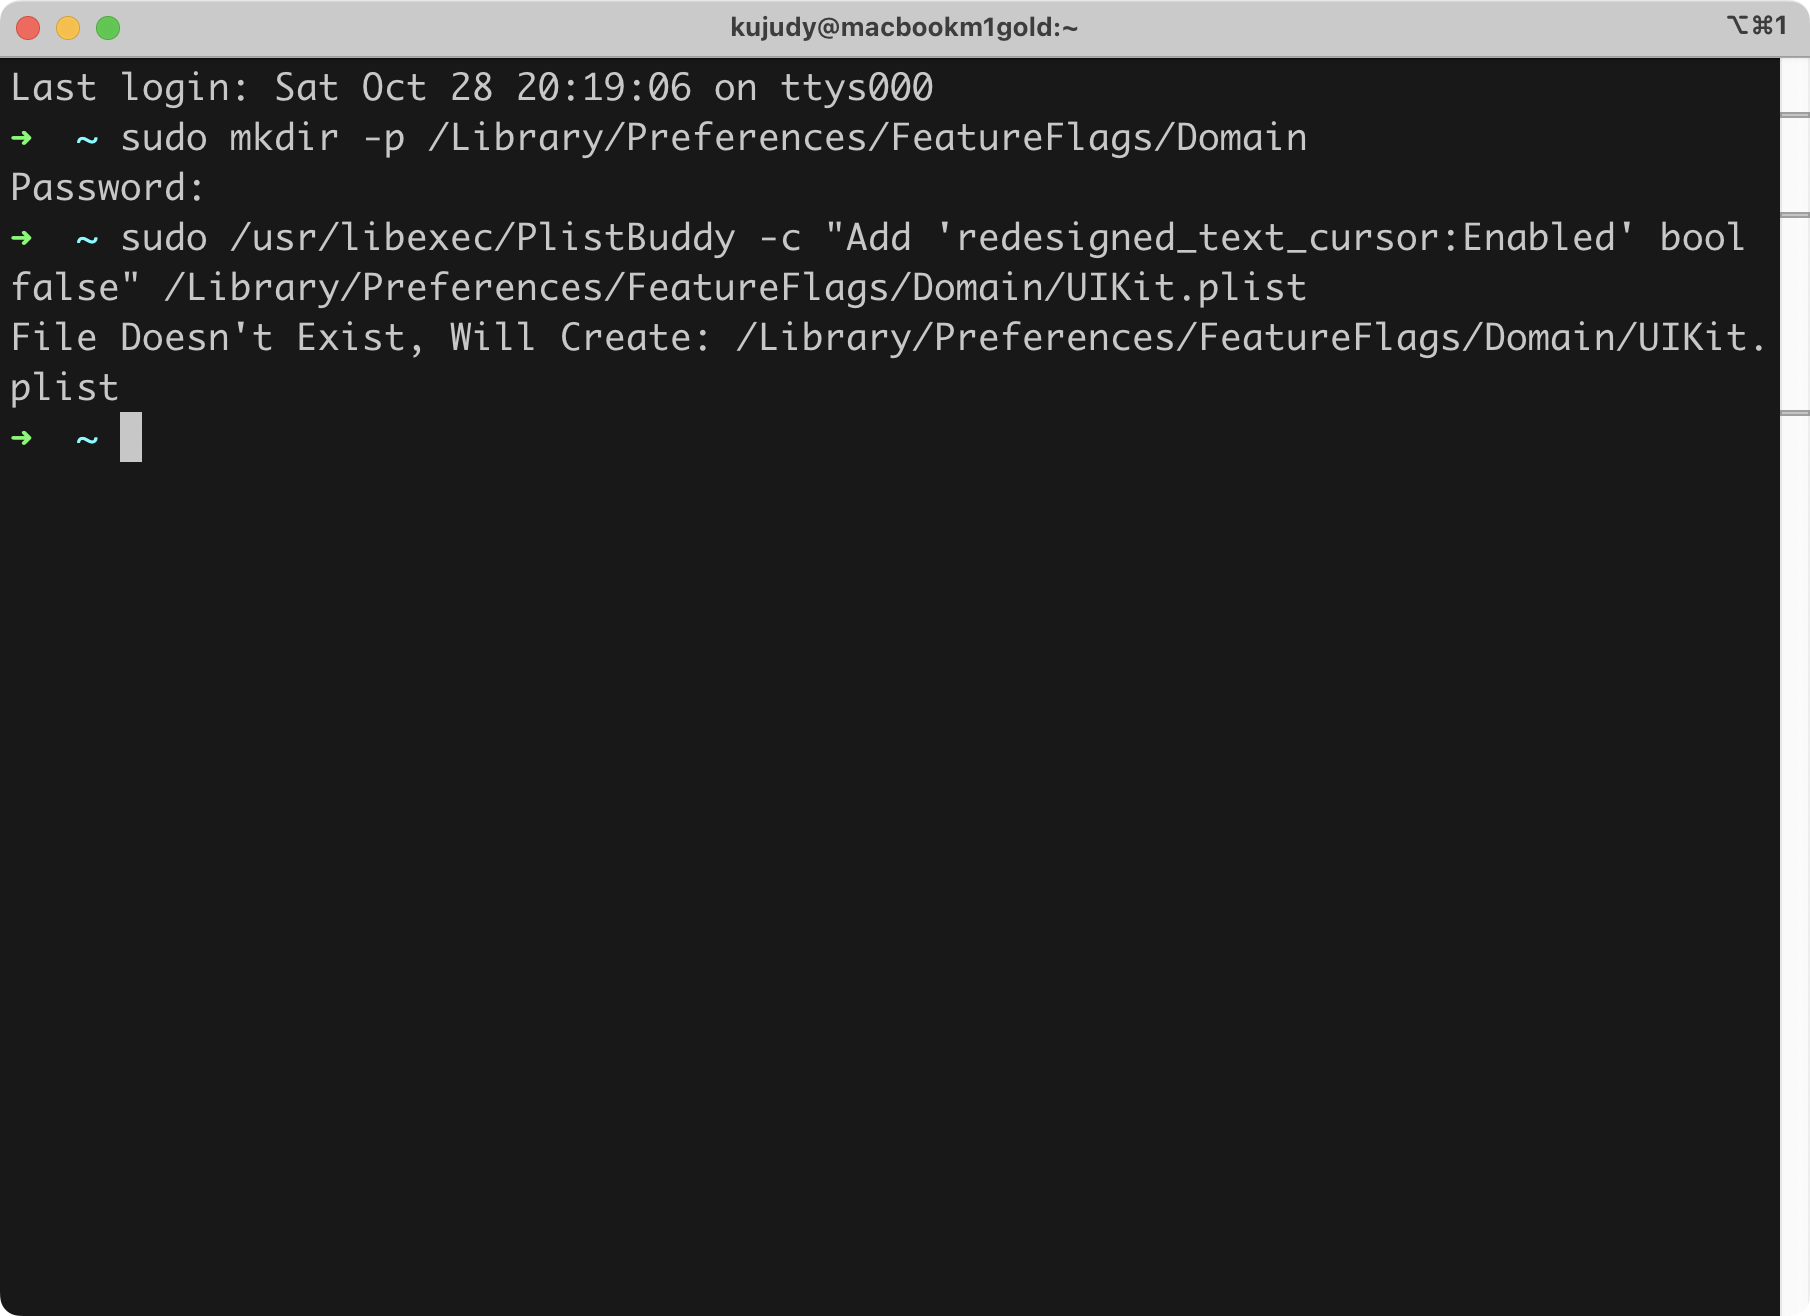 kujudy@macbookm1gold:~
⌥⌘1
Last login: Sat Oct 28 20:19:06 on ttys000
➜  ~ sudo mkdir -p /Library/Preferences/FeatureFlags/Domain
Password:
➜  ~ sudo /usr/libexec/PlistBuddy -c "Add 'redesigned_text_cursor:Enabled' bool
false" /Library/Preferences/FeatureFlags/Domain/UIKit.plist
File Doesn't Exist, Will Create: /Library/Preferences/FeatureFlags/Domain/UIKit.
plist
➜  ~